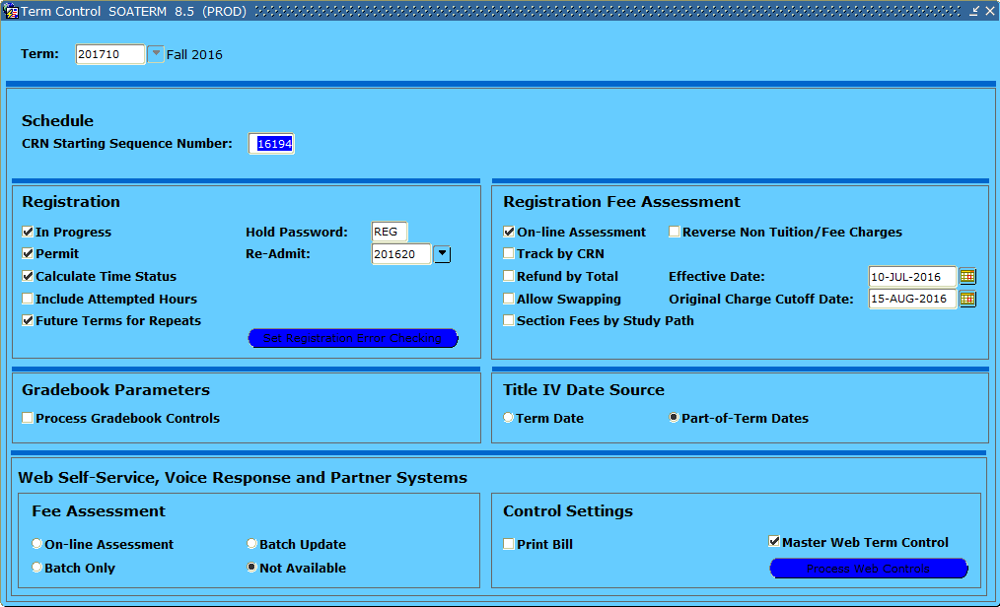 Term Control SOATERM 8.5 (PROD)
Term: 201710 Fall 2016
Schedule
CRN Starting Sequence Number: 16194
Registration
In Progress Hold Password: REG
Permit Re-Admit: 201620
Calculate Time Status
Include Attempted Hours
Future Terms for Repeats
Set Registration Error Checking
Registration Fee Assessment
On-line Assessment Reverse Non Tuition/Fee Charges
Track by CRN
Refund by Total Effective Date: 10-JUL-2016
Allow Swapping Original Charge Cutoff Date: 15-AUG-2016
Section Fees by Study Path
Gradebook Parameters
Process Gradebook Controls
Title IV Date Source
Term Date Part-of-Term Dates
Web Self-Service, Voice Response and Partner Systems
Fee Assessment
On-line Assessment Batch Update
Batch Only Not Available
Control Settings
Print Bill Master Web Term Control
Process Web Controls